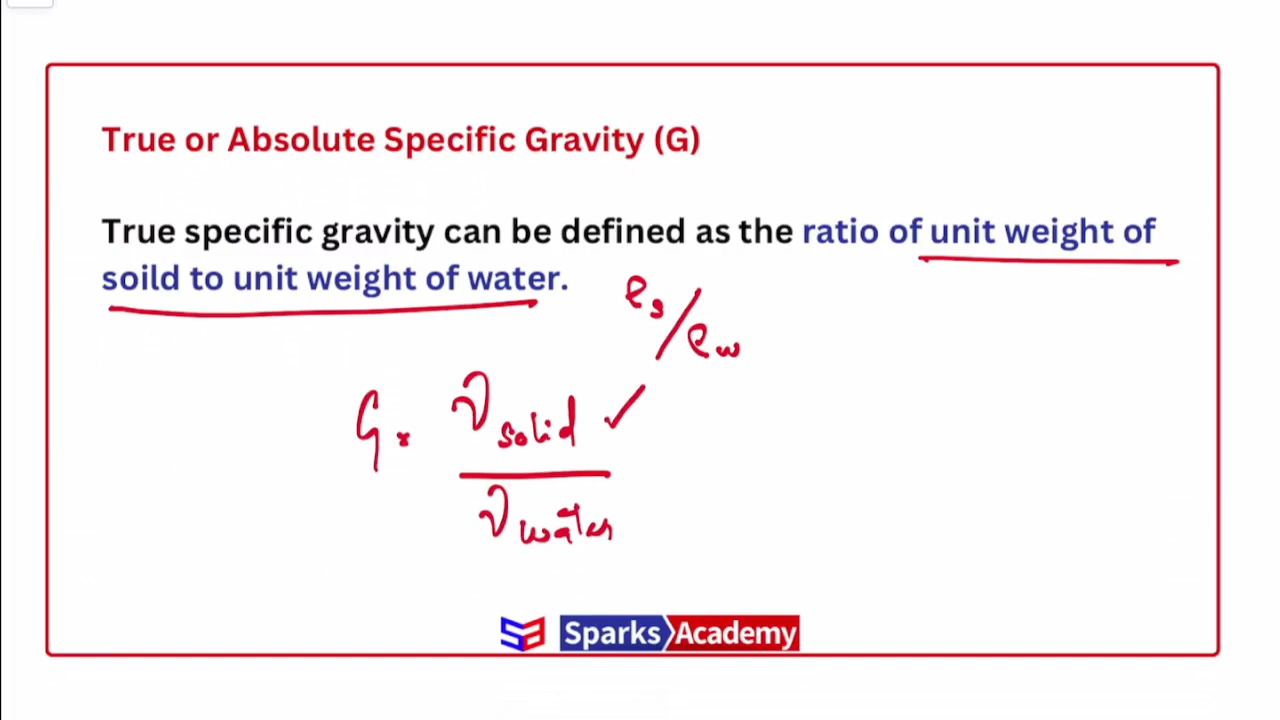 True or Absolute Specific Gravity (G)
True specific gravity can be defined as the ratio of unit weight of
soild to unit weight of water.
ρs/ρw
G = γsolid ✓
γwater
Sparks Academy